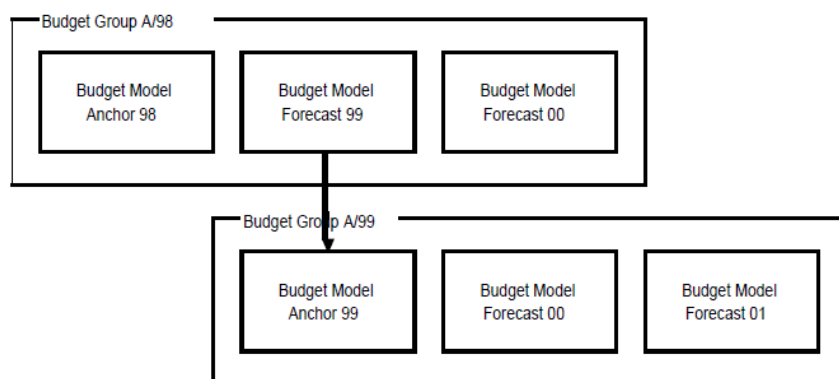 Budget Group A/98
Budget Model
Anchor 98
Budget Model
Forecast 99
Budget Model
Forecast 00
Budget Group A/99
Budget Model
Anchor 99
Budget Model
Forecast 00
Budget Model
Forecast 01